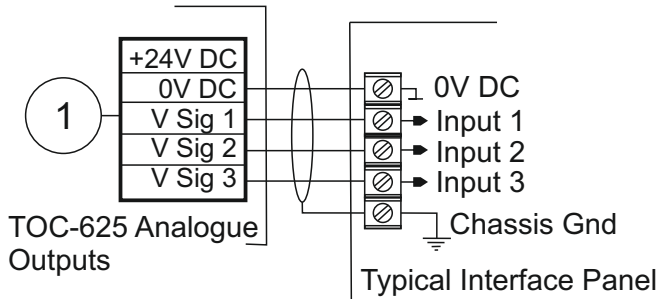 +24V DC
0V DC
V Sig 1
V Sig 2
V Sig 3
1
0V DC
Input 1
Input 2
Input 3
Chassis Gnd
TOC-625 Analogue
Outputs
Typical Interface Panel